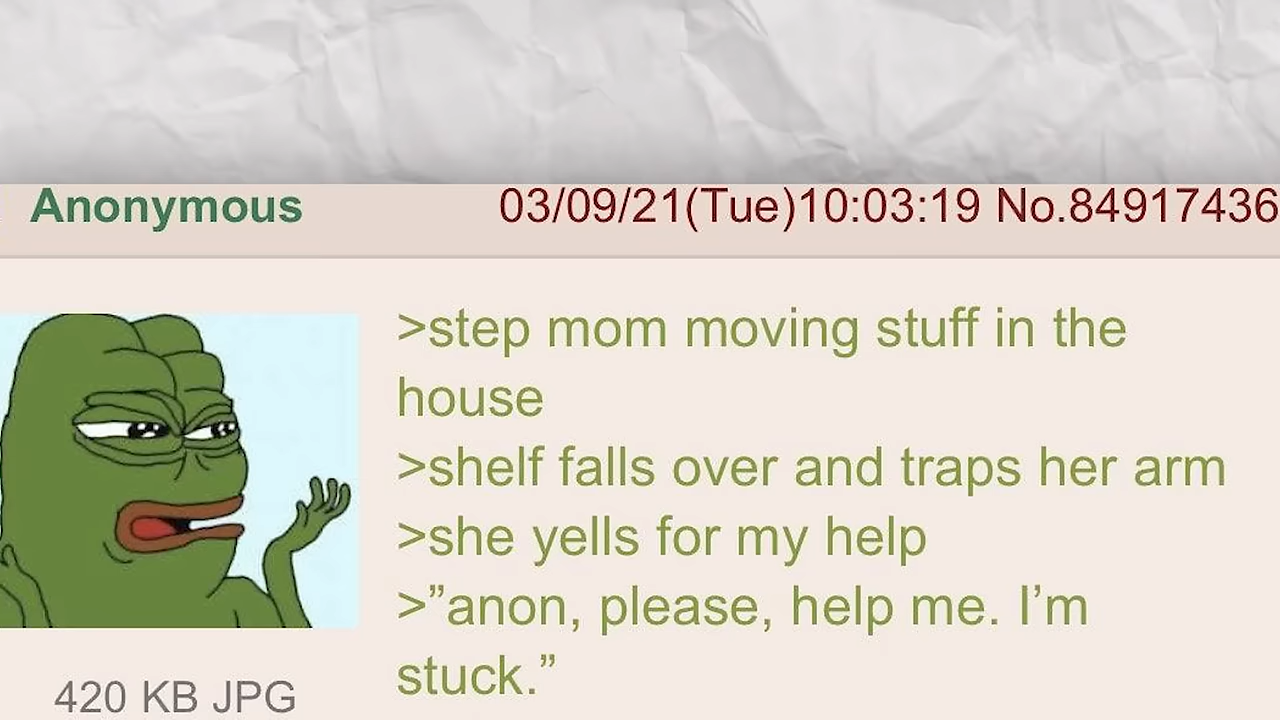 Anonymous 03/09/21(Tue)10:03:19 No.84917436
>step mom moving stuff in the
house
>shelf falls over and traps her arm
>she yells for my help
>”anon, please, help me. I’m
stuck.”
420 KB JPG